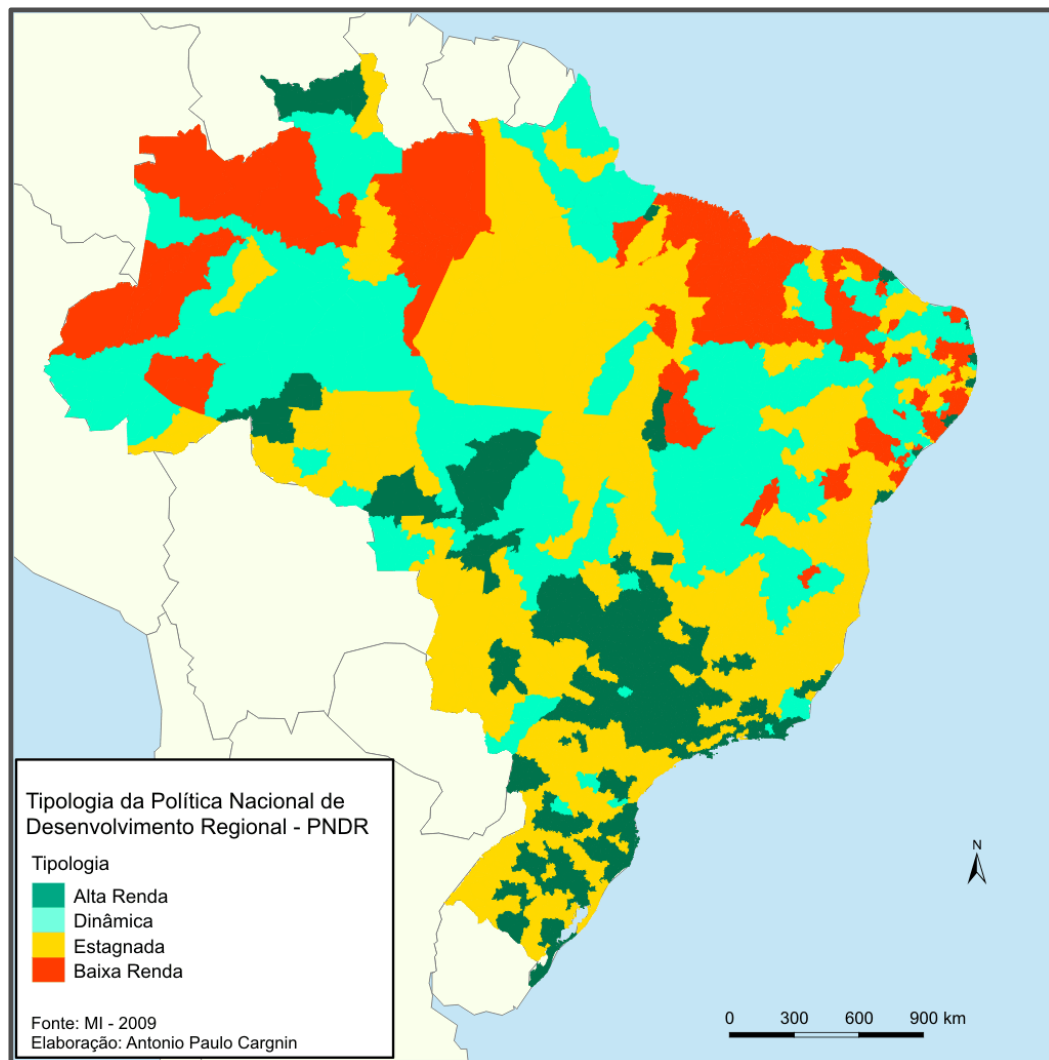 Tipologia da Política Nacional de
Desenvolvimento Regional - PNDR
Tipologia
Alta Renda
Dinâmica
Estagnada
Baixa Renda
Fonte: MI - 2009
Elaboração: Antonio Paulo Cargnin
N
0 300 600 900 km